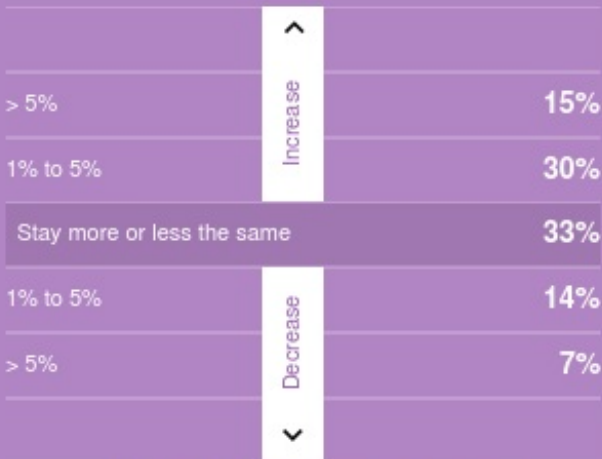 Increase
> 5% 15%
1% to 5% 30%
Stay more or less the same 33%
Decrease
1% to 5% 14%
> 5% 7%